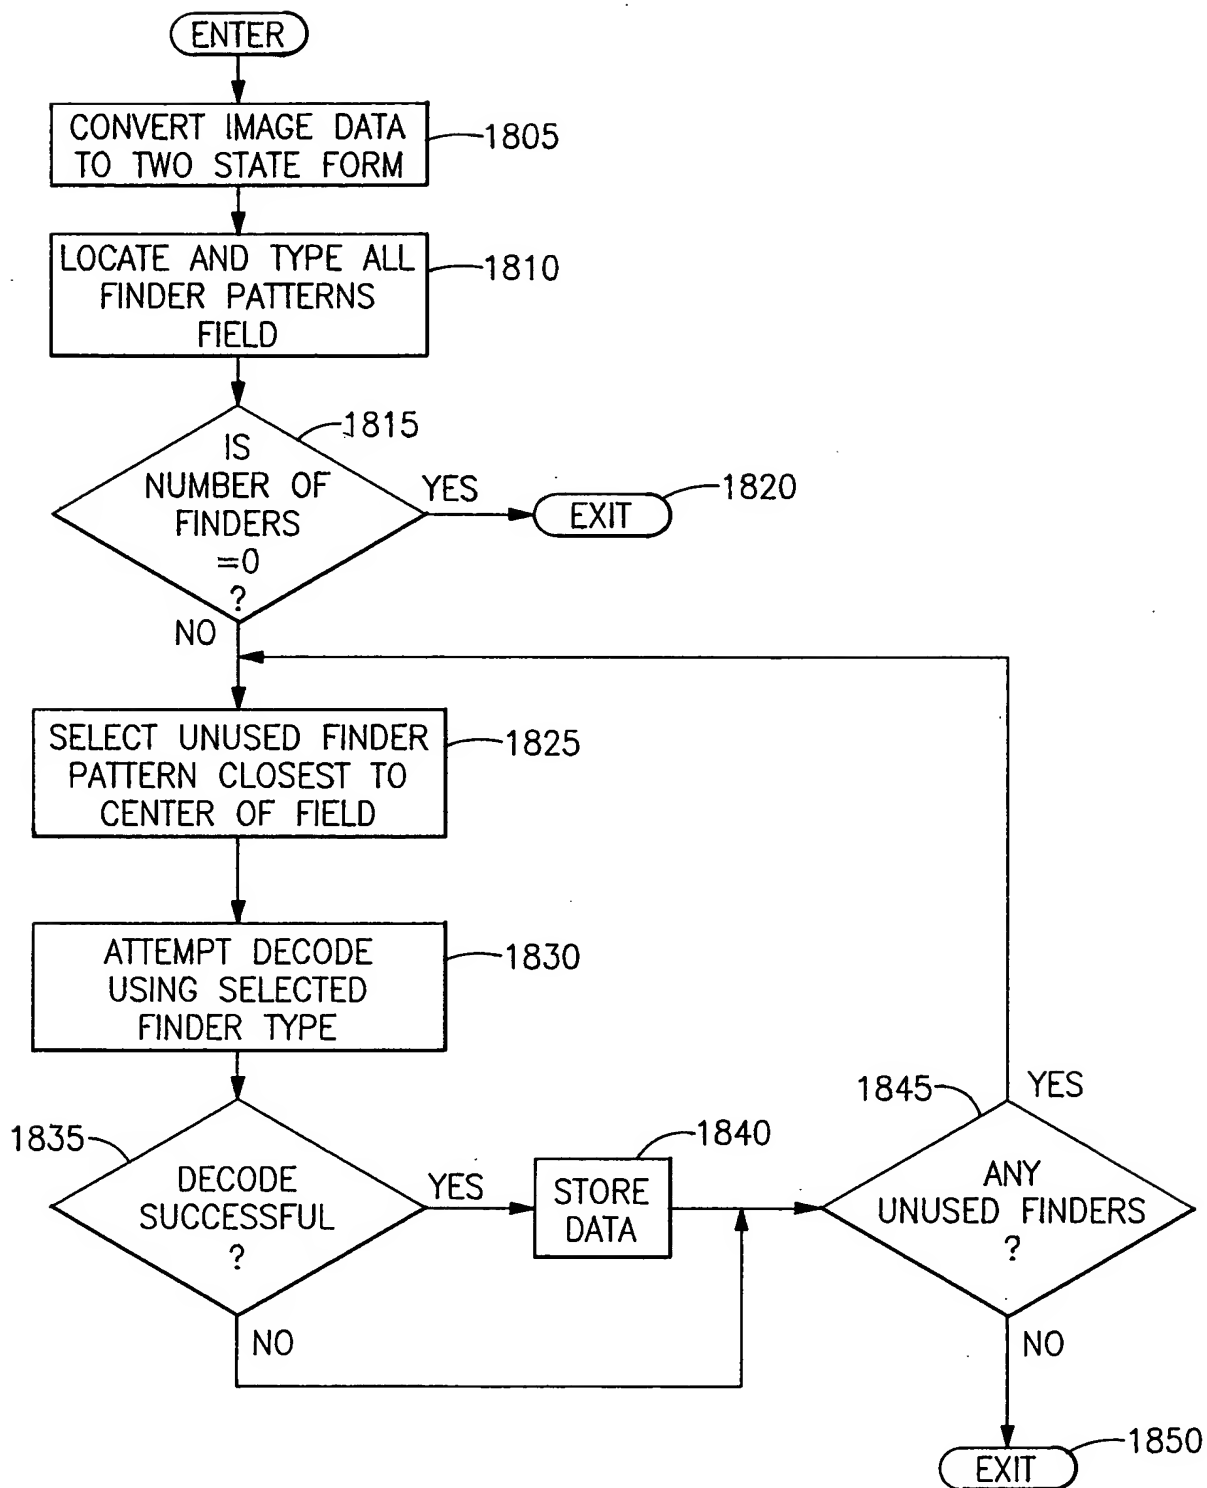 ENTER
CONVERT IMAGE DATA
TO TWO STATE FORM
1805
LOCATE AND TYPE ALL
FINDER PATTERNS
FIELD
1810
1815
IS
NUMBER OF
FINDERS
=0
?
YES
EXIT
1820
NO
SELECT UNUSED FINDER
PATTERN CLOSEST TO
CENTER OF FIELD
1825
ATTEMPT DECODE
USING SELECTED
FINDER TYPE
1830
1835
DECODE
SUCCESSFUL
?
YES
STORE
DATA
1840
NO
1845
YES
ANY
UNUSED FINDERS
?
NO
EXIT
1850